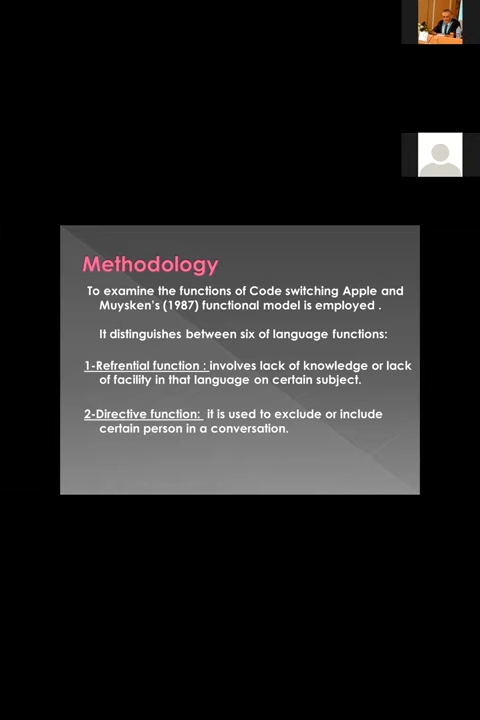 Methodology
To examine the functions of Code switching Apple and
Muysken's (1987) functional model is employed .
It distinguishes between six of language functions:
1-Refrential function : involves lack of knowledge or lack
of facility in that language on certain subject.
2-Directive function: it is used to exclude or include
certain person in a conversation.